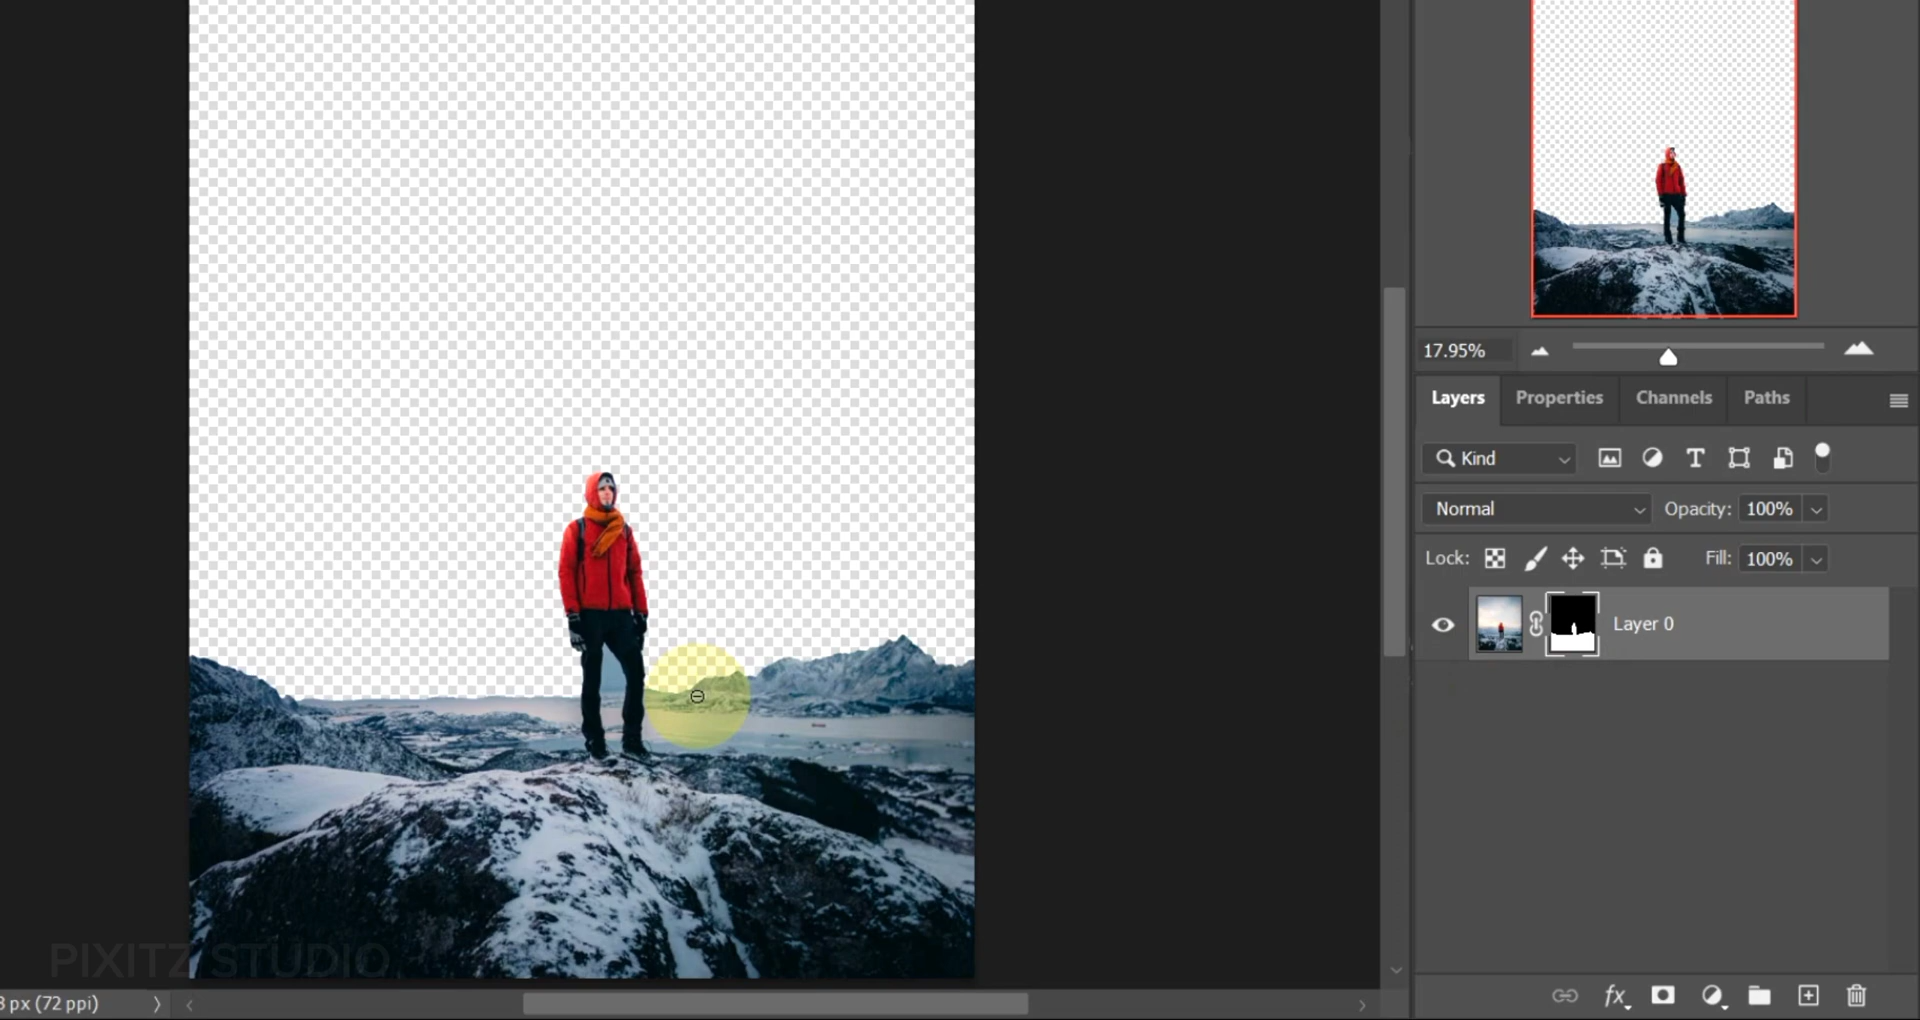 17.95%
Layers Properties Channels Paths
Kind
Normal Opacity: 100%
Lock: Fill: 100%
Layer 0
PIXITZ STUDIO
px (72 ppi)
fx